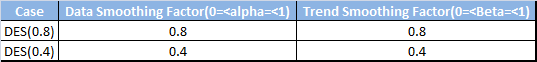 Case Data Smoothing Factor(0=<alpha=<1) Trend Smoothing Factor(0=<Beta=<1)
DES(0.8) 0.8 0.8
DES(0.4) 0.4 0.4